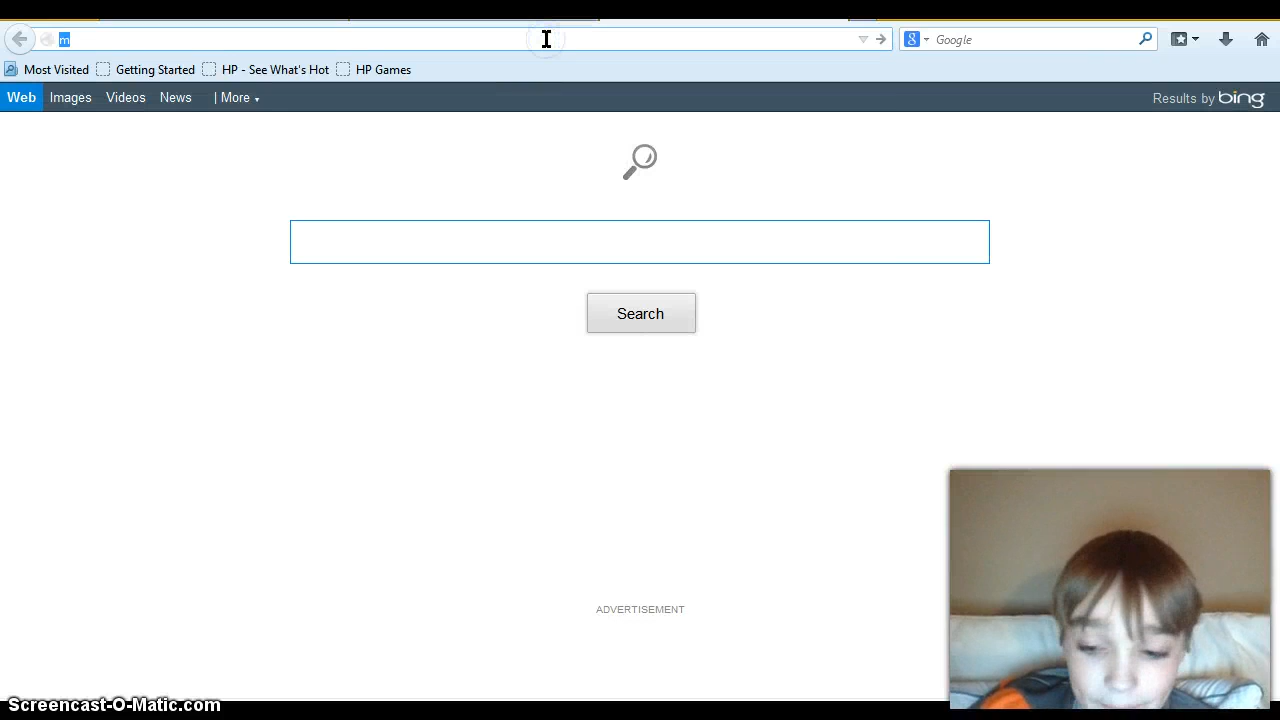 m
8 Google
Most Visited Getting Started HP - See What's Hot HP Games
Web Images Videos News | More Results by bing
Search
ADVERTISEMENT
Screencast-O-Matic.com